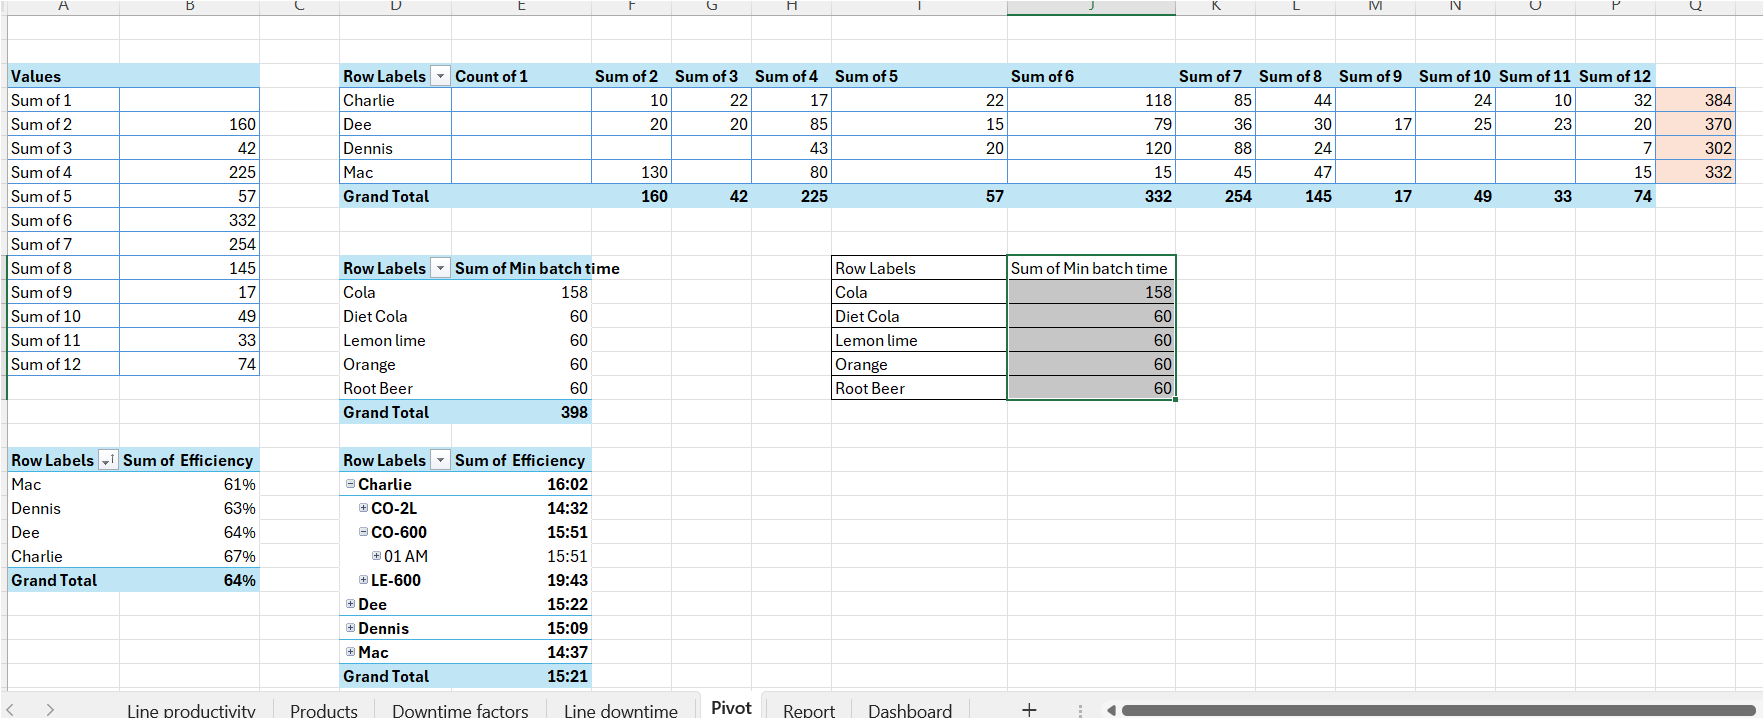 A B C D E F G H I J K L M N O P Q
Values Row Labels Count of 1 Sum of 2 Sum of 3 Sum of 4 Sum of 5 Sum of 6 Sum of 7 Sum of 8 Sum of 9 Sum of 10 Sum of 11 Sum of 12
Sum of 1 Charlie 10 22 17 22 118 85 44 24 10 32 384
Sum of 2 160 Dee 20 20 85 15 79 36 30 17 25 23 20 370
Sum of 3 42 Dennis 43 20 120 88 24 7 302
Sum of 4 225 Mac 130 80 15 45 47 15 332
Sum of 5 57 Grand Total 160 42 225 57 332 254 145 17 49 33 74
Sum of 6 332
Sum of 7 254
Sum of 8 145 Row Labels Sum of Min batch time Row Labels Sum of Min batch time
Sum of 9 17 Cola 158 Cola 158
Sum of 10 49 Diet Cola 60 Diet Cola 60
Sum of 11 33 Lemon lime 60 Lemon lime 60
Sum of 12 74 Orange 60 Orange 60
Root Beer 60 Root Beer 60
Grand Total 398
Row Labels Sum of Efficiency Row Labels Sum of Efficiency
Mac 61% Charlie 16:02
Dennis 63% CO-2L 14:32
Dee 64% CO-600 15:51
Charlie 67% 01 AM 15:51
Grand Total 64% LE-600 19:43
Dee 15:22
Dennis 15:09
Mac 14:37
Grand Total 15:21
Line productivity Products Downtime factors Line downtime Pivot Report Dashboard